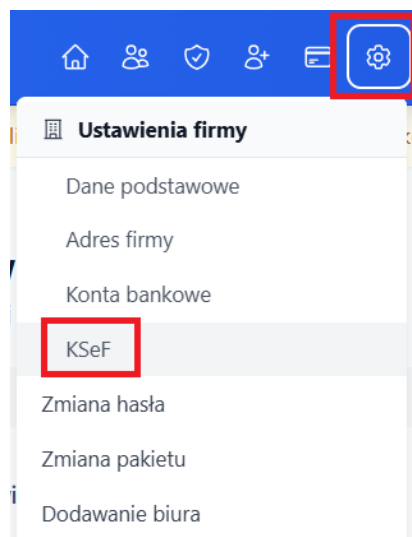 Ustawienia firmy
Dane podstawowe
Adres firmy
Konta bankowe
KSeF
Zmiana hasła
Zmiana pakietu
Dodawanie biura